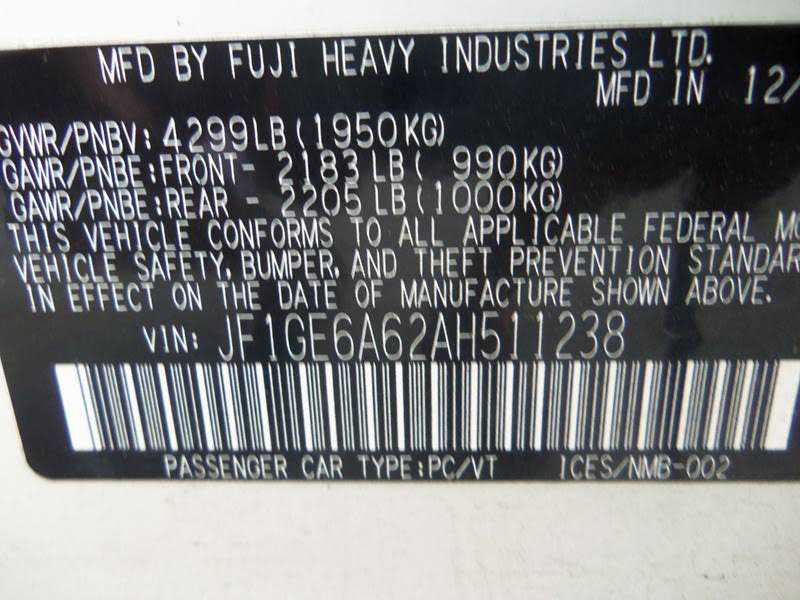 MFD BY FUJI HEAVY INDUSTRIES LTD.
MFD IN 12/
GVWR/PNBV: 4299LB (1950KG)
GAWR/PNBE:FRONT- 2183LB ( 990KG)
GAWR/PNBE:REAR - 2205LB (1000KG)
THIS VEHICLE CONFORMS TO ALL APPLICABLE FEDERAL MO
VEHICLE SAFETY, BUMPER, AND THEFT PREVENTION STANDAR
IN EFFECT ON THE DATE OF MANUFACTURE SHOWN ABOVE.
VIN: JF1GE6A62AH511238
PASSENGER CAR TYPE:PC/VT ICES/NMB-002